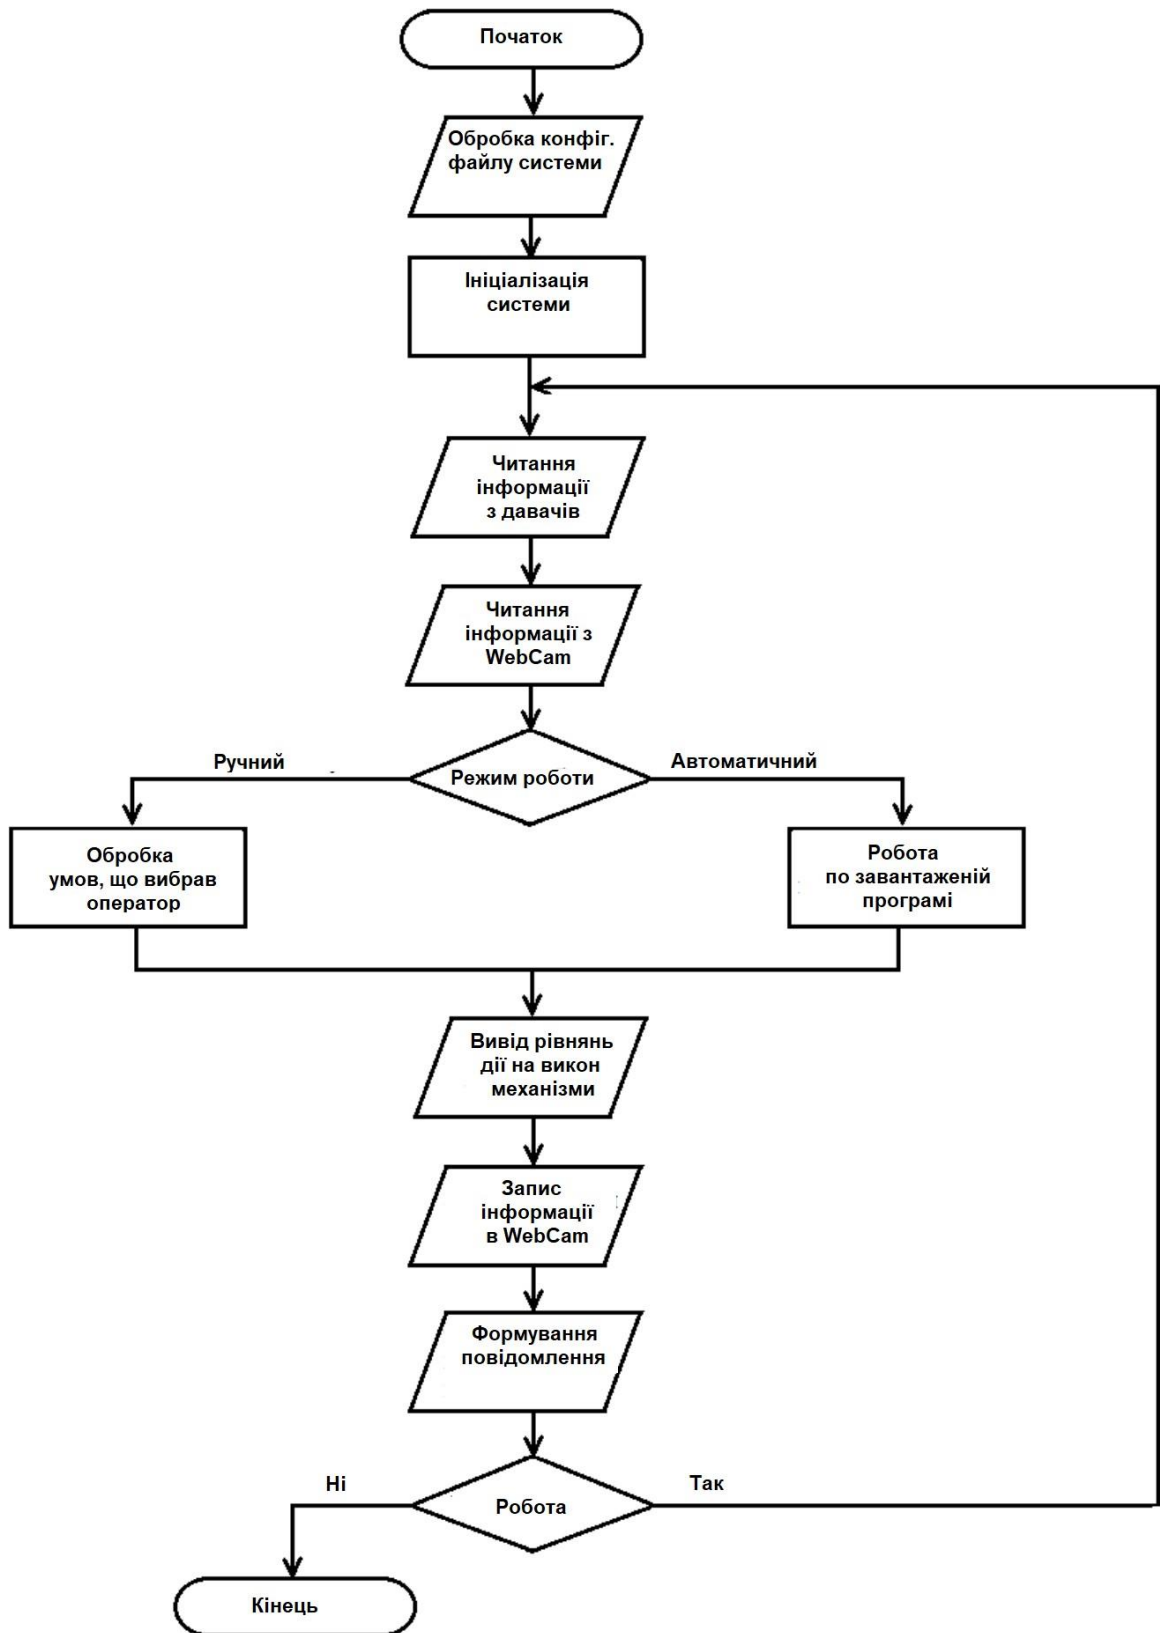 Початок
Обробка конфіг.
файлу системи
Ініціалізація
системи
Читання
інформації
з давачів
Читання
інформації з
WebCam
Ручний
Режим роботи
Автоматичний
Обробка
умов, що вибрав
оператор
Робота
по завантаженій
програмі
Вивід рівнянь
дії на викон
механізми
Запис
інформації
в WebCam
Формування
повідомлення
Ні
Робота
Так
Кінець